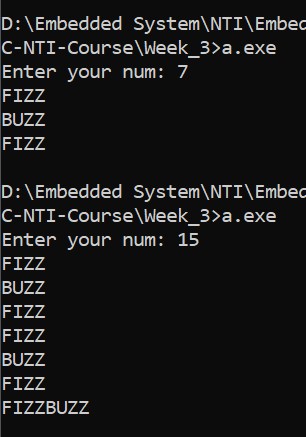 D:\Embedded System\NTI\Embed
C-NTI-Course\Week_3>a.exe
Enter your num: 7
FIZZ
BUZZ
FIZZ
D:\Embedded System\NTI\Embed
C-NTI-Course\Week_3>a.exe
Enter your num: 15
FIZZ
BUZZ
FIZZ
FIZZ
BUZZ
FIZZ
FIZZBUZZ